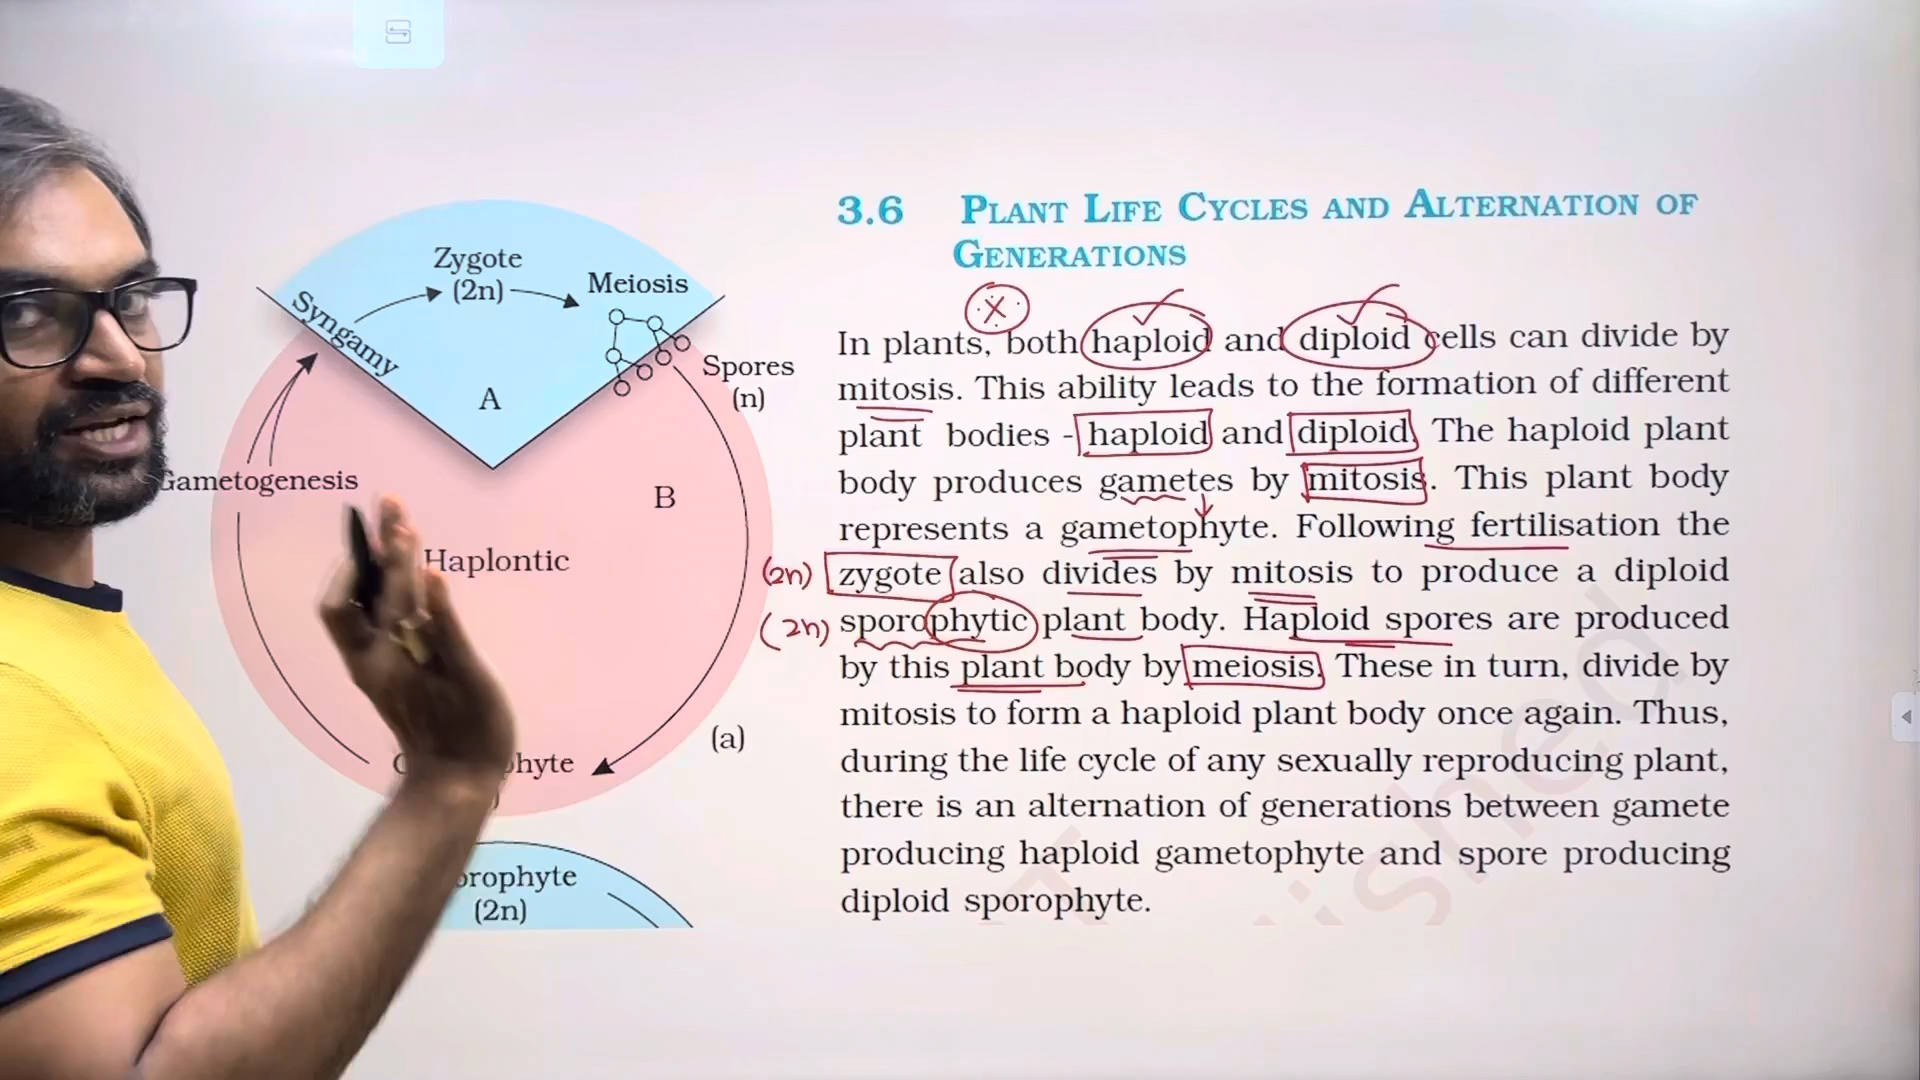 3.6 PLANT LIFE CYCLES AND ALTERNATION OF
GENERATIONS
In plants, both haploid and diploid cells can divide by
mitosis. This ability leads to the formation of different
plant bodies - haploid and diploid. The haploid plant
body produces gametes by mitosis. This plant body
represents a gametophyte. Following fertilisation the
(2n) zygote also divides by mitosis to produce a diploid
(2n) sporophytic plant body. Haploid spores are produced
by this plant body by meiosis. These in turn, divide by
mitosis to form a haploid plant body once again. Thus,
during the life cycle of any sexually reproducing plant,
there is an alternation of generations between gamete
producing haploid gametophyte and spore producing
diploid sporophyte.
Zygote
(2n)
Meiosis
Syngamy
Spores
(n)
A
Gametogenesis
B
Haplontic
(a)
(2n)